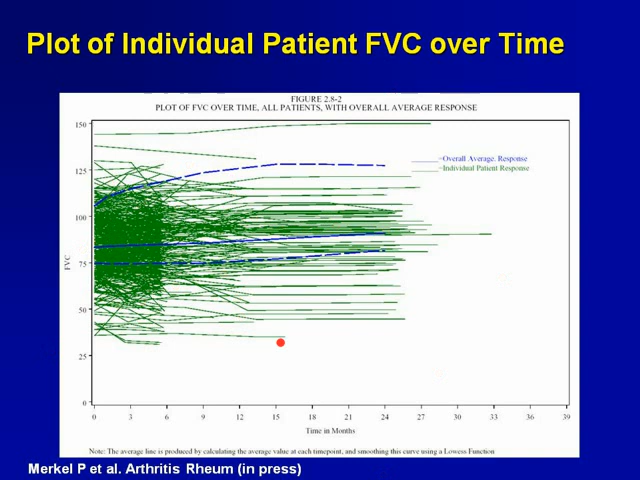 Plot of Individual Patient FVC over Time
FIGURE 2.8-2
PLOT OF FVC OVER TIME, ALL PATIENTS, WITH OVERALL AVERAGE RESPONSE
150
125
100
75
50
25
0
FVC
=Overall Average. Response
=Individual Patient Response
0 3 6 9 12 15 18 21 24 27 30 33 36 39
Time in Months
Note: The average line is produced by calculating the average value at each timepoint, and smoothing this curve using a Lowess Function
Merkel P et al. Arthritis Rheum (in press)